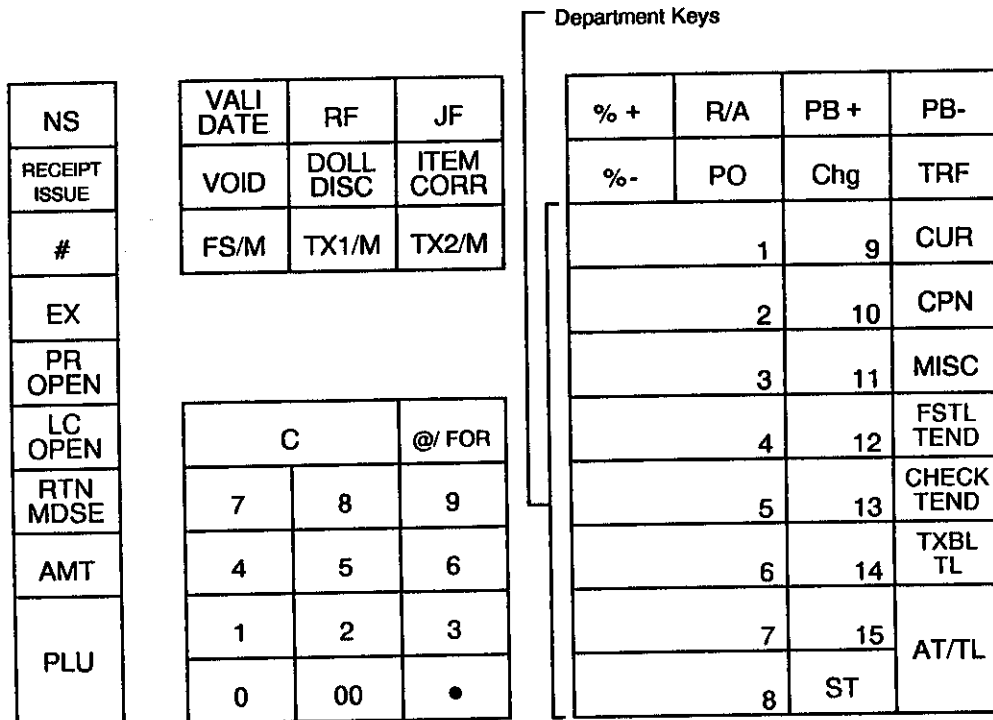 Department Keys
NS
RECEIPT
ISSUE
#
EX
PR
OPEN
LC
OPEN
RTN
MDSE
AMT
PLU
VALI
DATE
RF
JF
VOID
DOLL
DISC
ITEM
CORR
FS/M
TX1/M
TX2/M
C
@/ FOR
7
8
9
4
5
6
1
2
3
0
00
•
% +
R/A
PB +
PB-
%-
PO
Chg
TRF
1
9
CUR
2
10
CPN
3
11
MISC
4
12
FSTL
TEND
5
13
CHECK
TEND
6
14
TXBL
TL
7
15
AT/TL
8
ST